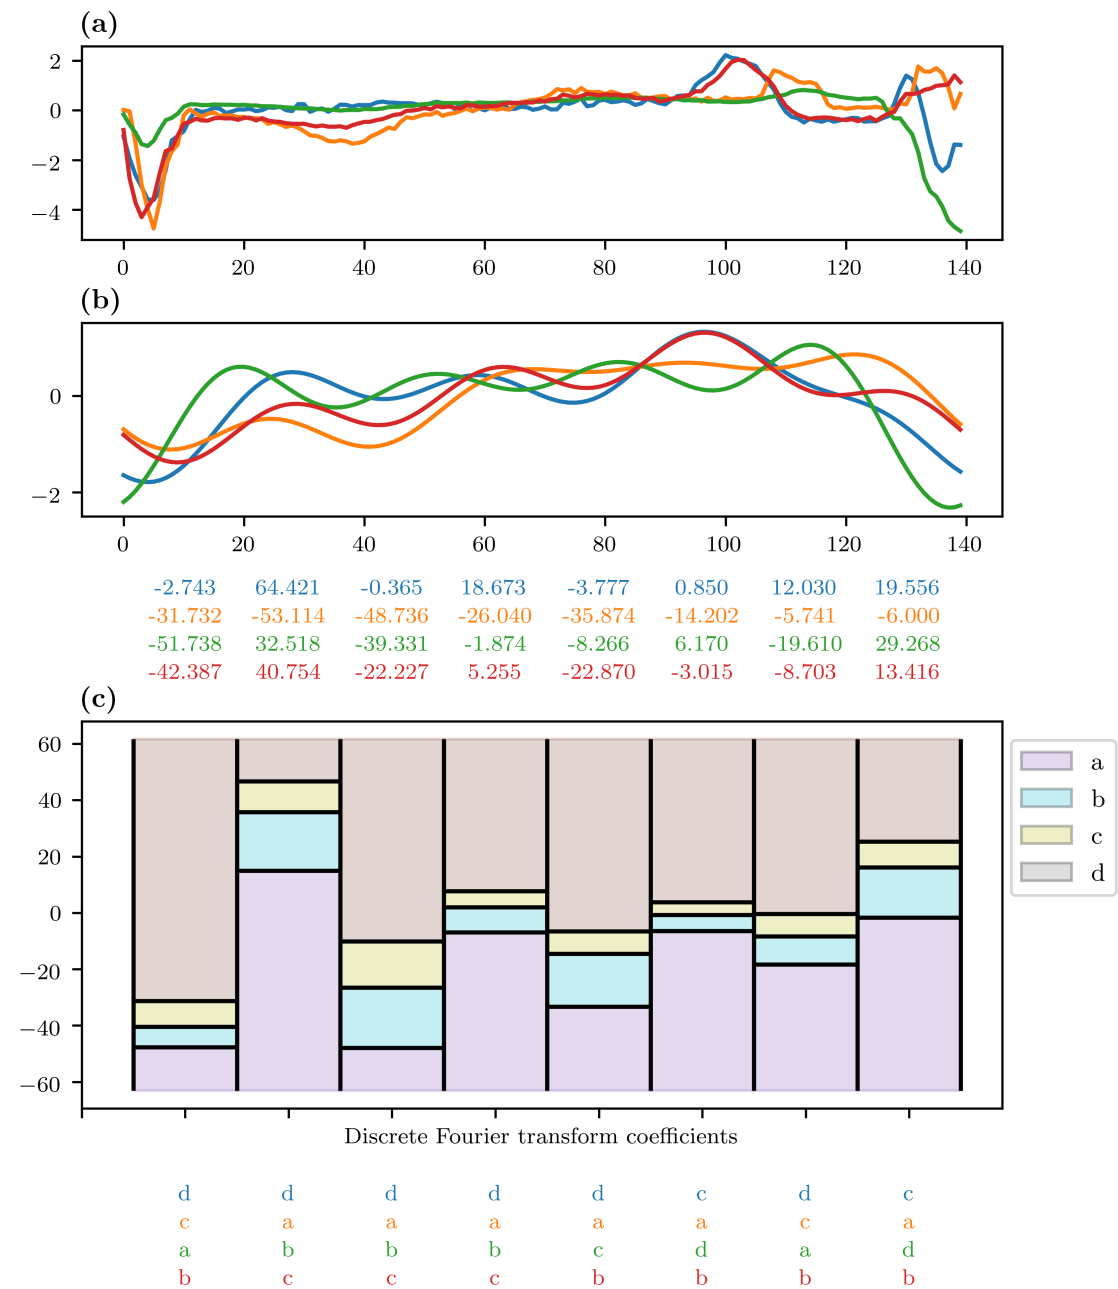 (a)
2
0
−2
−4
0 20 40 60 80 100 120 140
(b)
0
−2
0 20 40 60 80 100 120 140
-2.743 64.421 -0.365 18.673 -3.777 0.850 12.030 19.556
-31.732 -53.114 -48.736 -26.040 -35.874 -14.202 -5.741 -6.000
-51.738 32.518 -39.331 -1.874 -8.266 6.170 -19.610 29.268
-42.387 40.754 -22.227 5.255 -22.870 -3.015 -8.703 13.416
(c)
60
40
20
0
−20
−40
−60
a
b
c
d
Discrete Fourier transform coefficients
d d d d d c d c
c a a a a a c a
a b b b c d a d
b c c c b b b b